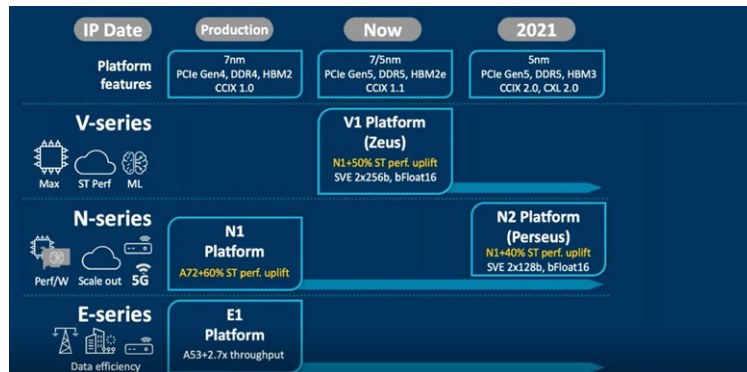 IP Date
Production
Now
2021
Platform
features
7nm
PCIe Gen4, DDR4, HBM2
CCIX 1.0
7/5nm
PCIe Gen5, DDR5, HBM2e
CCIX 1.1
5nm
PCIe Gen5, DDR5, HBM3
CCIX 2.0, CXL 2.0
V-series
Max
ST Perf
ML
V1 Platform
(Zeus)
N1+50% ST perf. uplift
SVE 2x256b, bFloat16
N-series
Perf/W
Scale out
5G
N1
Platform
A72+60% ST perf. uplift
N2 Platform
(Perseus)
N1+40% ST perf. uplift
SVE 2x128b, bFloat16
E-series
Data efficiency
E1
Platform
A53+2.7x throughput